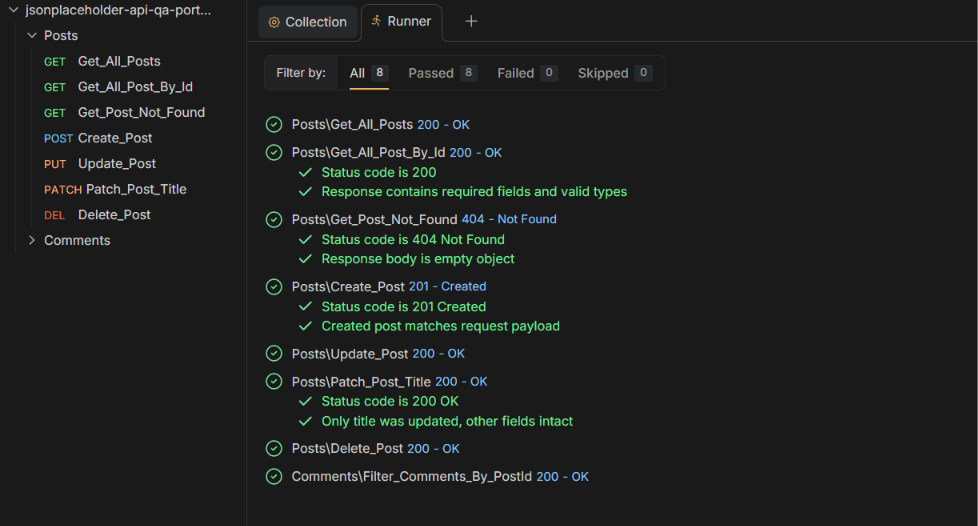 jsonplaceholder-api-qa-port...
Posts
GET Get_All_Posts
GET Get_All_Post_By_Id
GET Get_Post_Not_Found
POST Create_Post
PUT Update_Post
PATCH Patch_Post_Title
DEL Delete_Post
Comments
Collection Runner
Filter by: All 8 Passed 8 Failed 0 Skipped 0
Posts\Get_All_Posts 200 - OK
Posts\Get_All_Post_By_Id 200 - OK
Status code is 200
Response contains required fields and valid types
Posts\Get_Post_Not_Found 404 - Not Found
Status code is 404 Not Found
Response body is empty object
Posts\Create_Post 201 - Created
Status code is 201 Created
Created post matches request payload
Posts\Update_Post 200 - OK
Posts\Patch_Post_Title 200 - OK
Status code is 200 OK
Only title was updated, other fields intact
Posts\Delete_Post 200 - OK
Comments\Filter_Comments_By_PostId 200 - OK